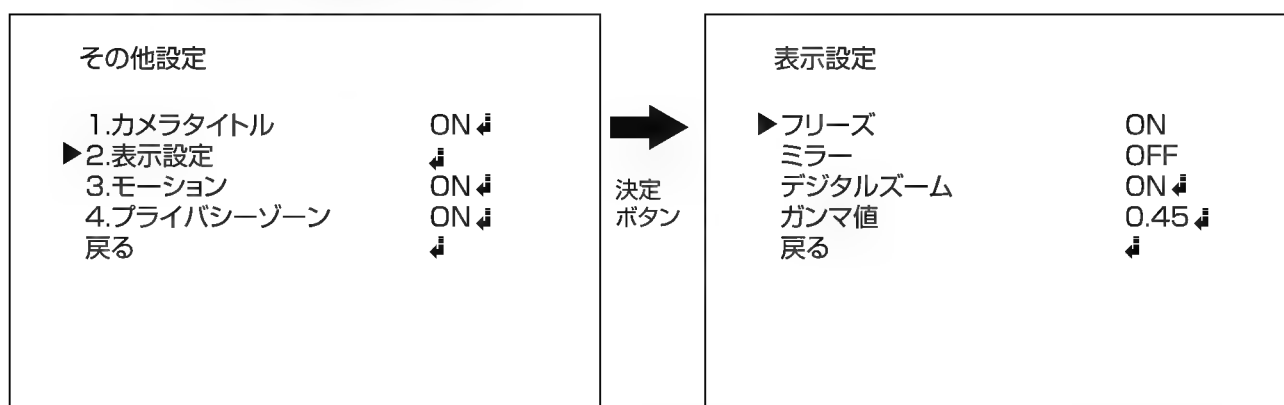 その他設定
1.カメラタイトル ON↲
▶2.表示設定 ↲
3.モーション ON↲
4.プライバシーゾーン ON↲
戻る ↲
決定
ボタン
表示設定
▶フリーズ ON
ミラー OFF
デジタルズーム ON↲
ガンマ値 0.45↲
戻る ↲